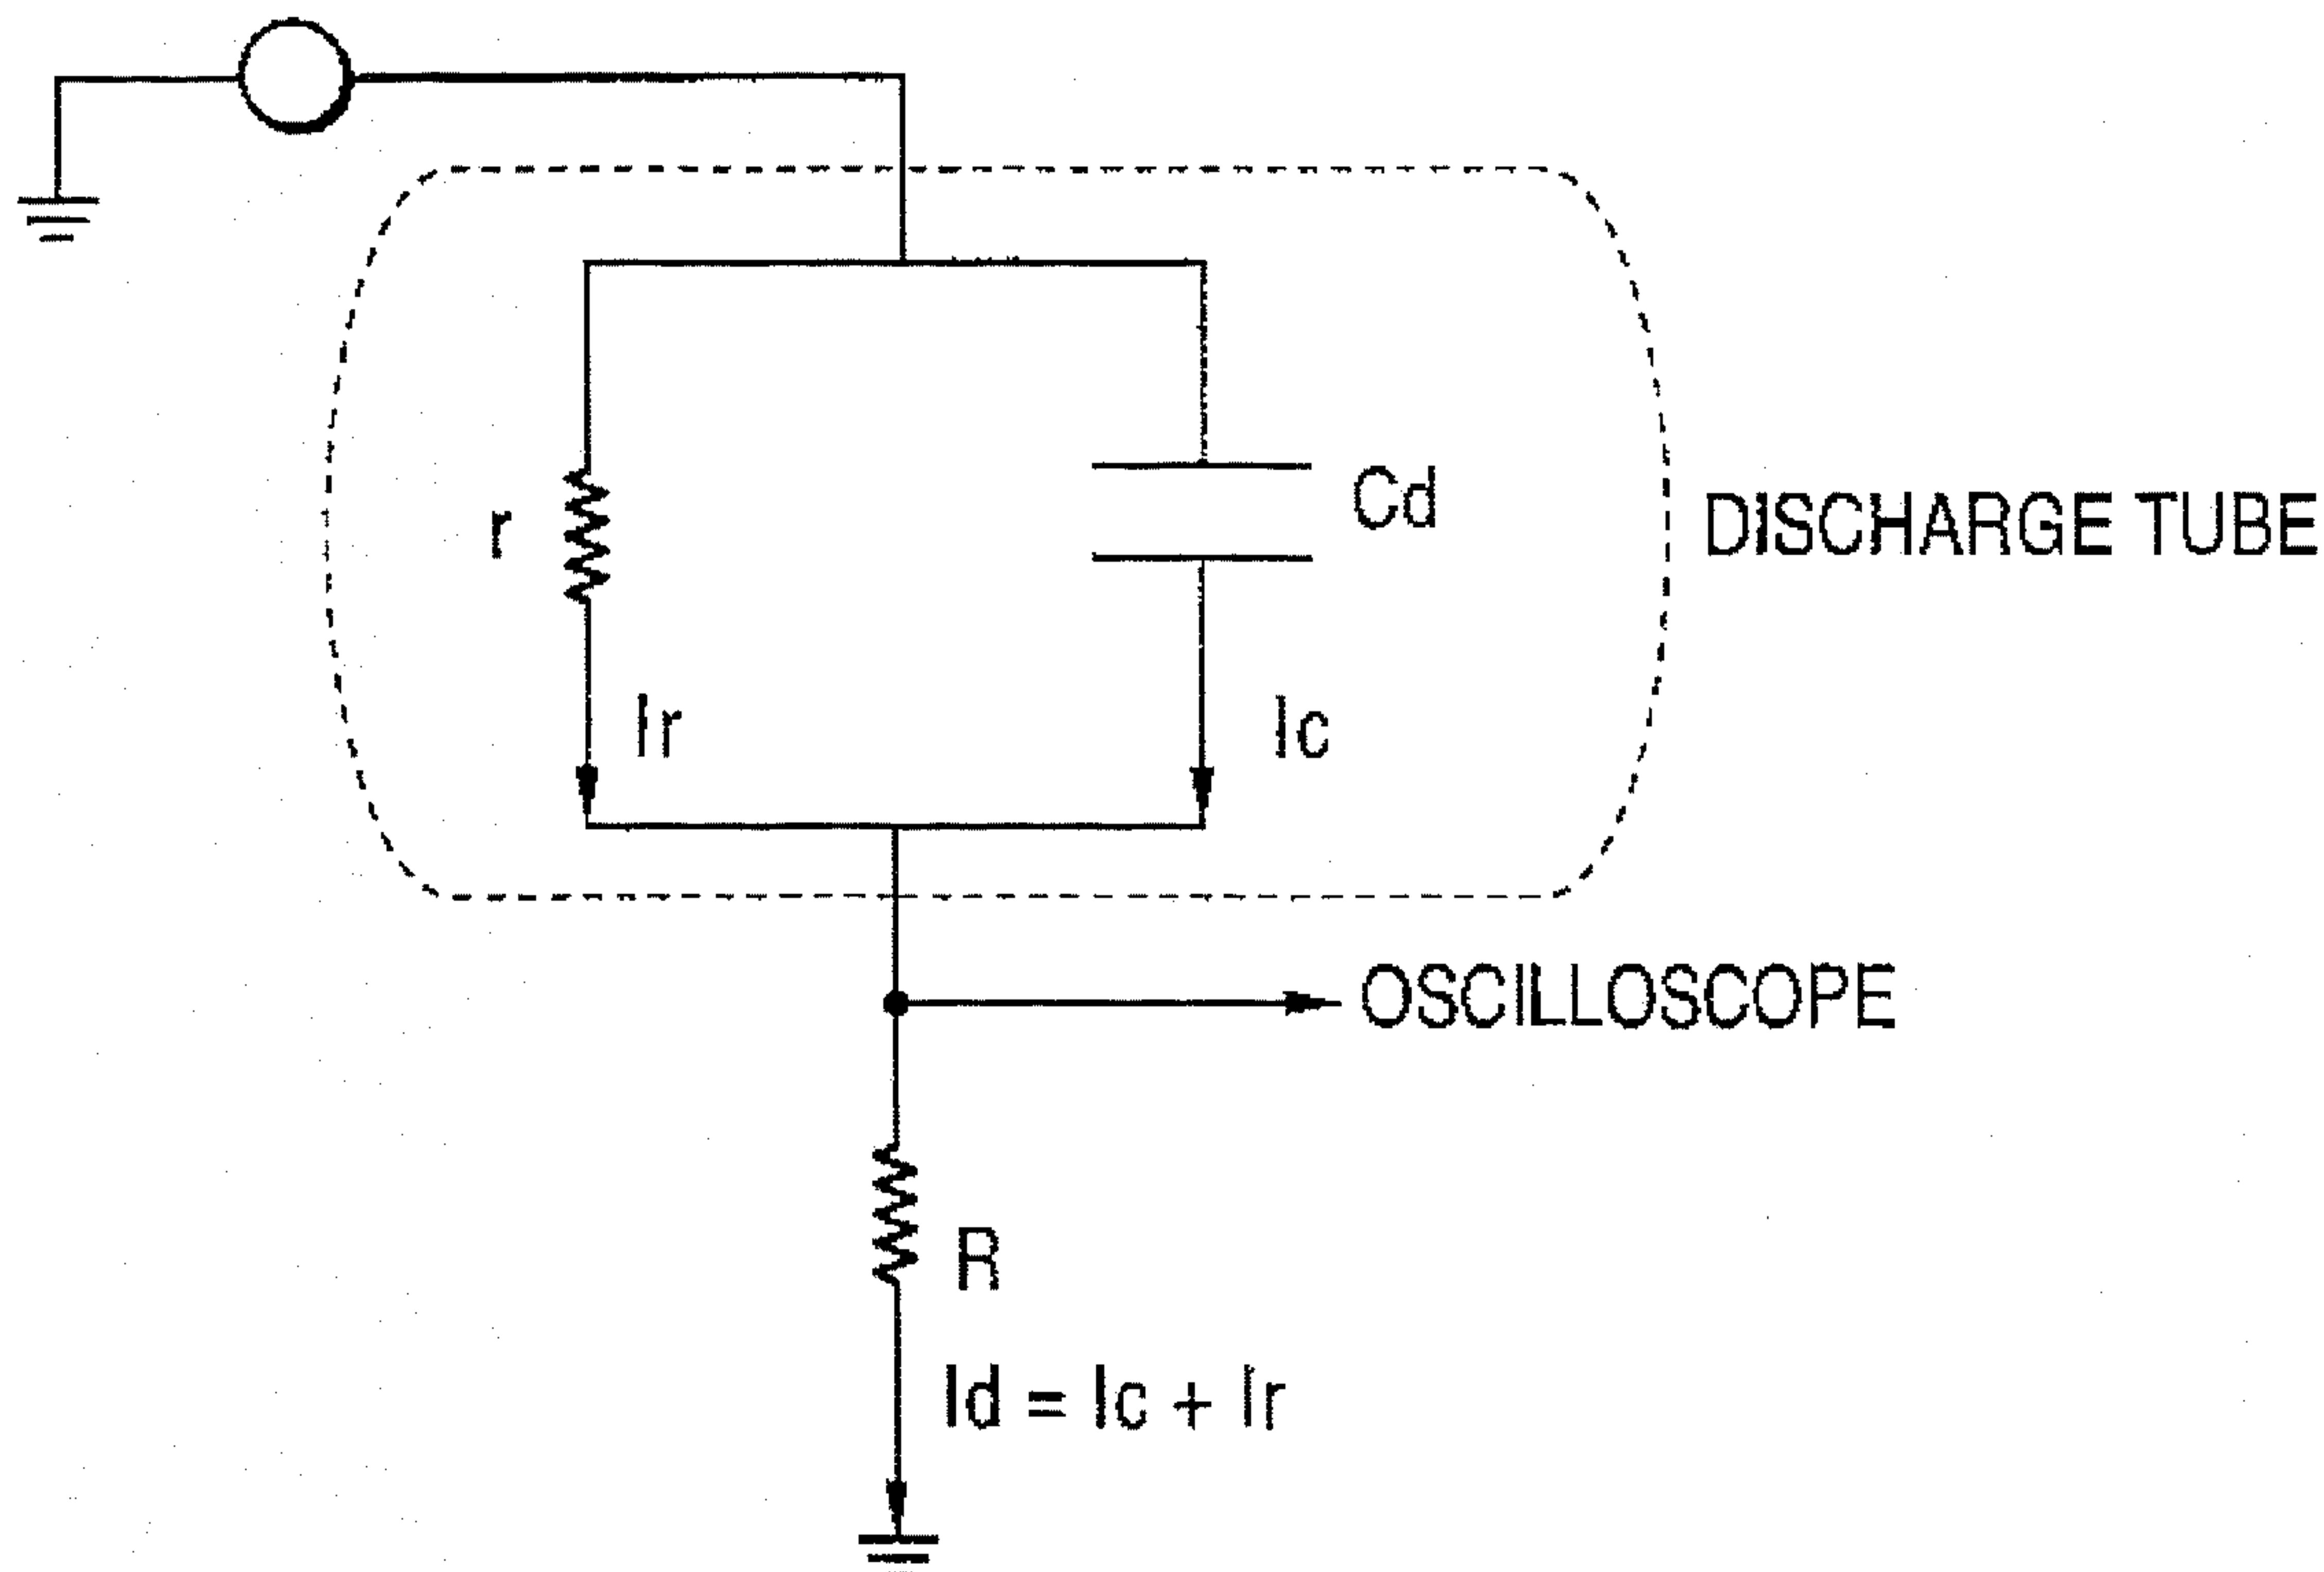 r
Cd
DISCHARGE TUBE
Ir
Ic
OSCILLOSCOPE
R
Id = Ic + Ir